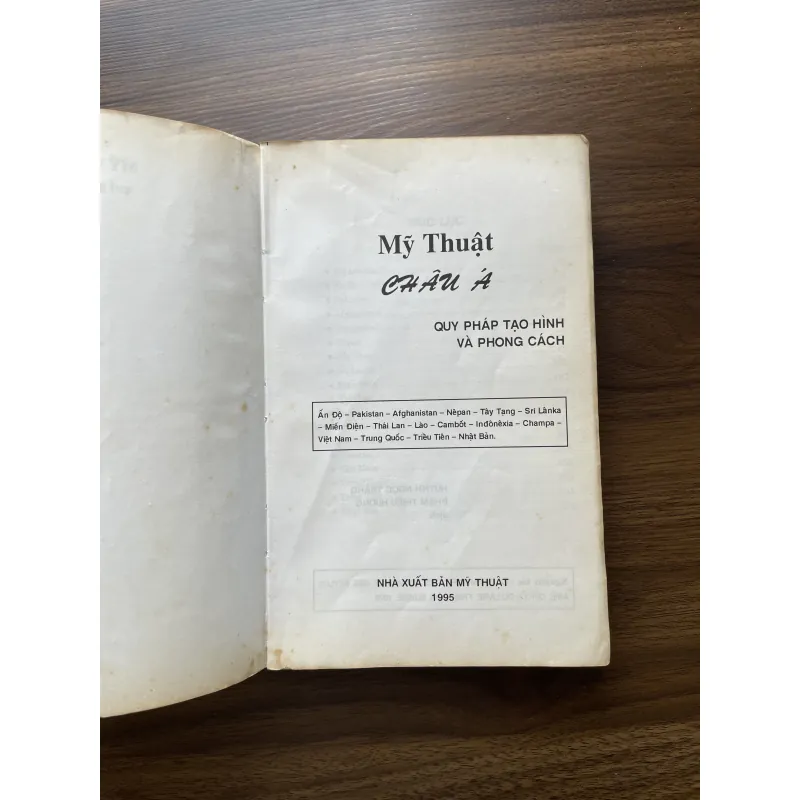 Mỹ Thuật
CHÂU Á
QUY PHÁP TẠO HÌNH
VÀ PHONG CÁCH
Ấn Độ – Pakistan – Afghanistan – Nêpan – Tây Tạng – Sri Lanka
– Miến Điện – Thái Lan – Lào – Cambốt – Inđônêxia – Champa –
Việt Nam – Trung Quốc – Triều Tiên – Nhật Bản.
NHÀ XUẤT BẢN MỸ THUẬT
1995